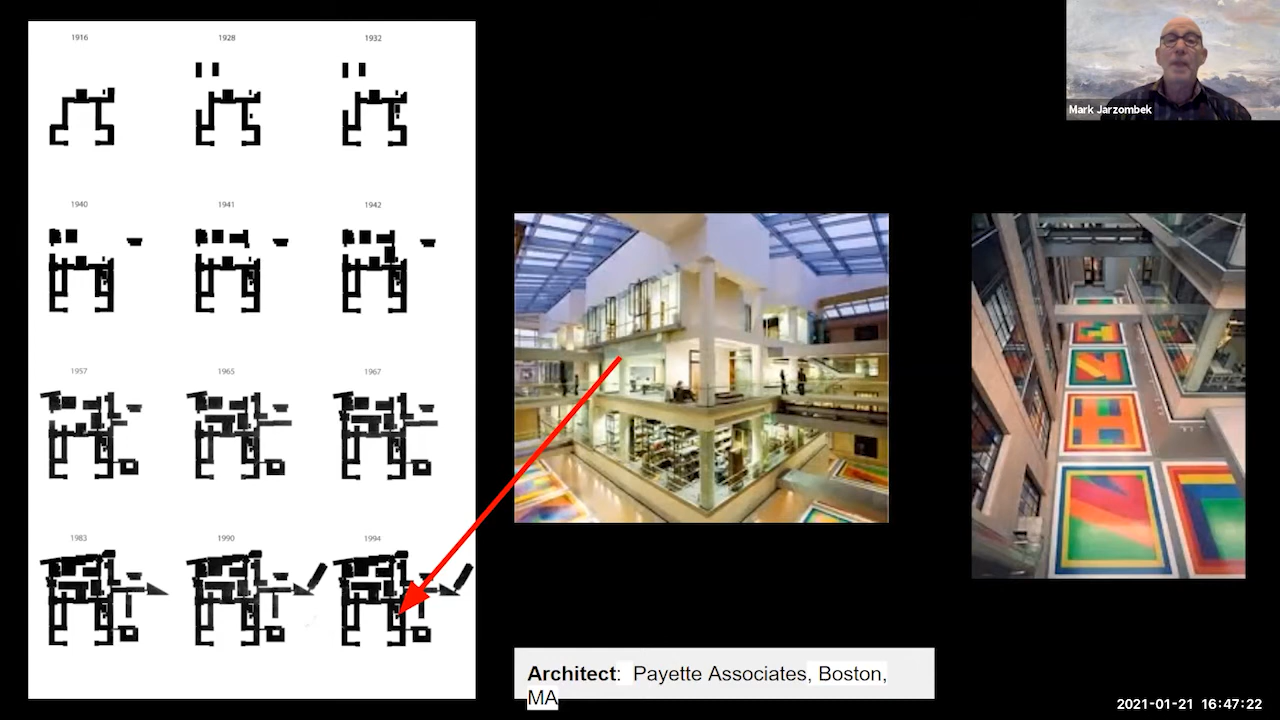 1916 1928 1932
1940 1941 1942
1957 1965 1967
1983 1990 1994
Mark Jarzombek
Architect: Payette Associates, Boston,
MA
2021-01-21 16:47:22